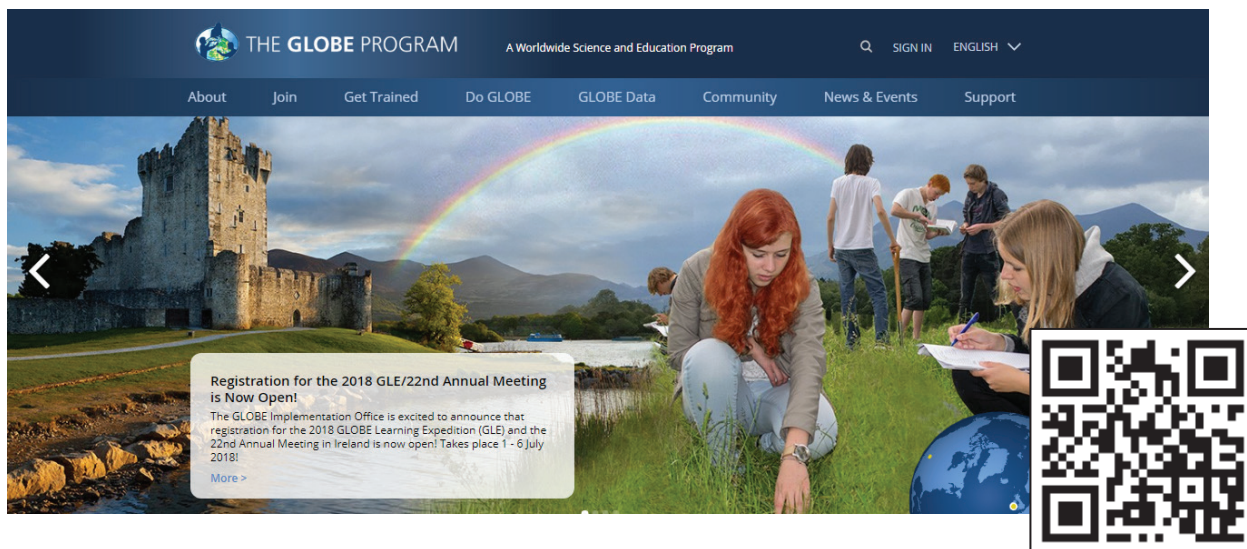 THE GLOBE PROGRAM
A Worldwide Science and Education Program
SIGN IN
ENGLISH
About Join Get Trained Do GLOBE GLOBE Data Community News & Events Support
Registration for the 2018 GLE/22nd Annual Meeting
is Now Open!
The GLOBE Implementation Office is excited to announce that
registration for the 2018 GLOBE Learning Expedition (GLE) and the
22nd Annual Meeting in Ireland is now open! Takes place 1 - 6 July
2018!
More >